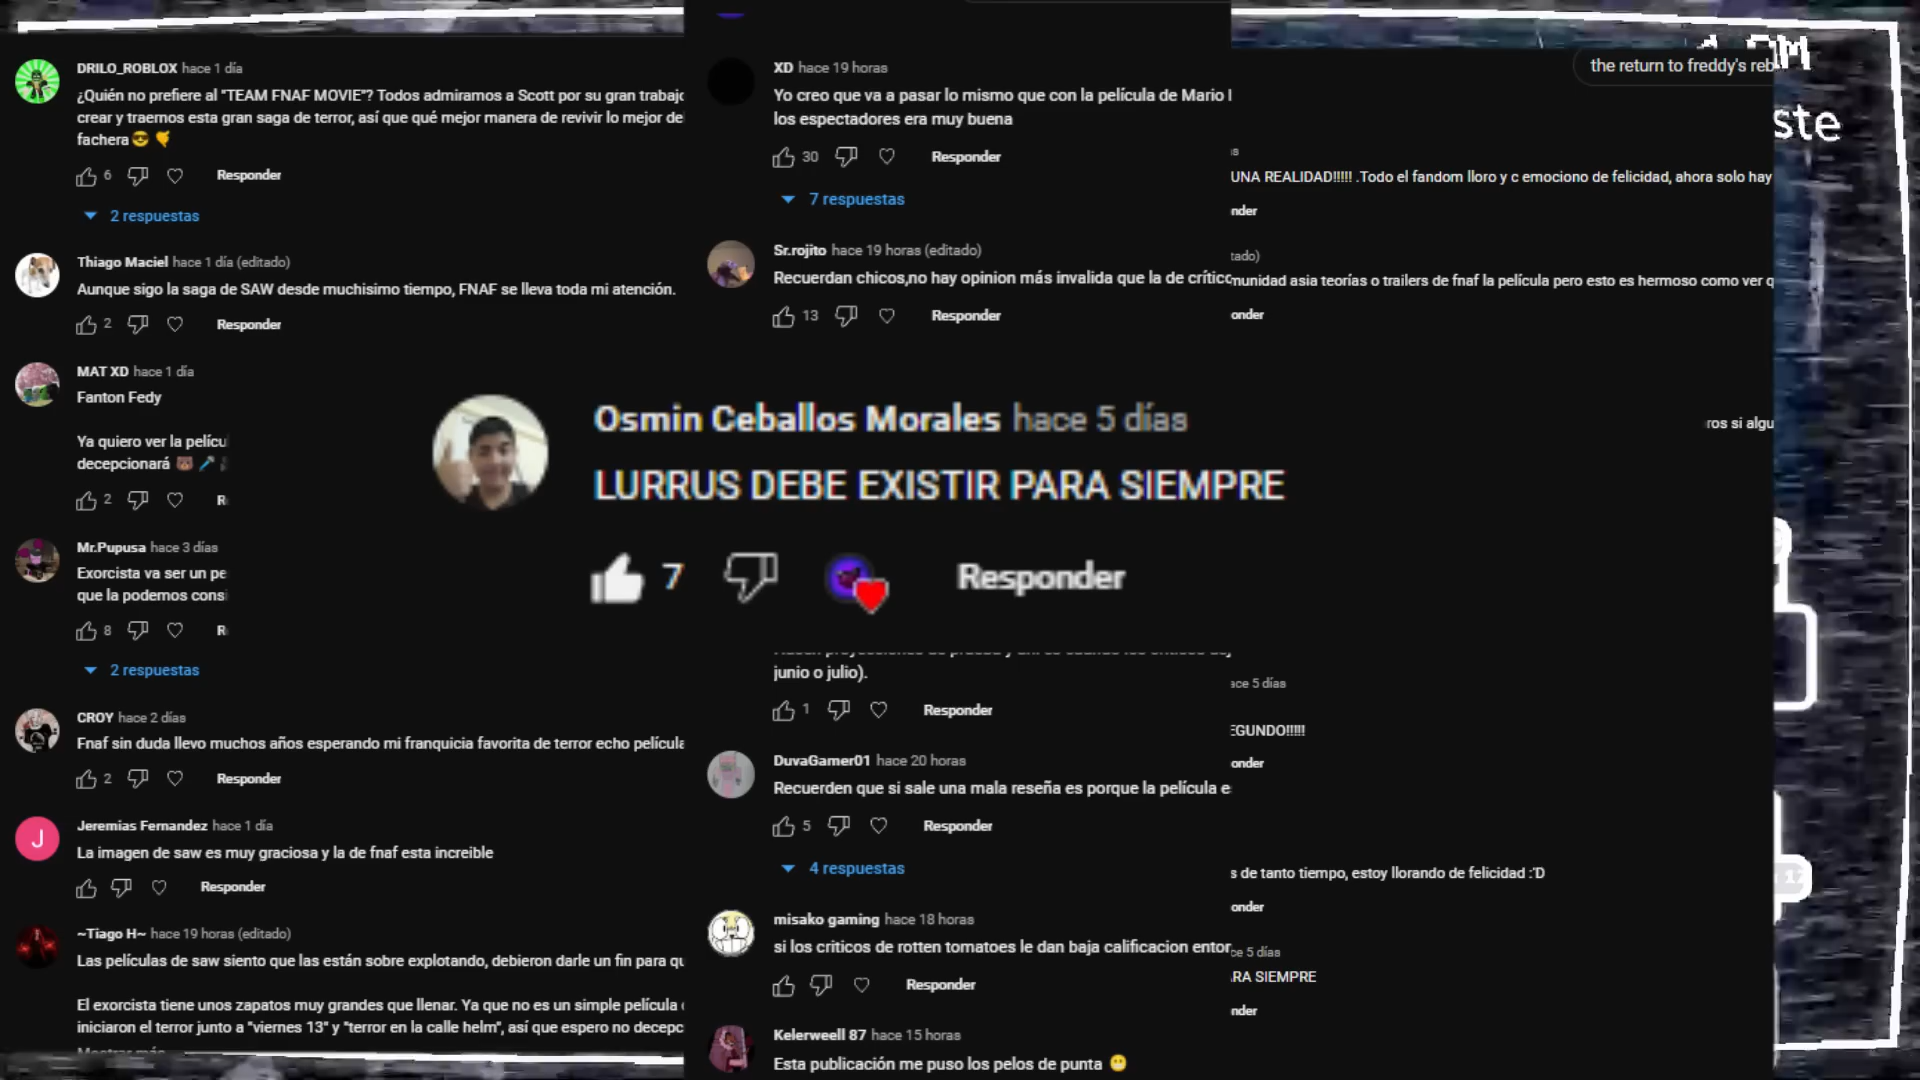 DRILO_ROBLOX hace 1 día
¿Quién no prefiere al "TEAM FNAF MOVIE"? Todos admiramos a Scott por su gran trabajo
crear y traemos esta gran saga de terror, así que qué mejor manera de revivir lo mejor de
fachera😎🤙
6
Responder
2 respuestas
Thiago Maciel hace 1 día (editado)
Aunque sigo la saga de SAW desde muchisimo tiempo, FNAF se lleva toda mi atención.
2
Responder
MAT XD hace 1 día
Fanton Fedy
Ya quiero ver la pelícu
decepcionará 🐻🎤
2
R
Mr.Pupusa hace 3 días
Exorcista va ser un pe
que la podemos cons
8
R
2 respuestas
CROY hace 2 días
Fnaf sin duda llevo muchos años esperando mi franquicia favorita de terror echo película
2
Responder
J
Jeremias Fernandez hace 1 día
La imagen de saw es muy graciosa y la de fnaf esta increible
Responder
~Tiago H~ hace 19 horas (editado)
Las películas de saw siento que las están sobre explotando, debieron darle un fin para qu
El exorcista tiene unos zapatos muy grandes que llenar. Ya que no es un simple película
iniciaron el terror junto a "viernes 13" y "terror en la calle helm", así que espero no decepc
XD hace 19 horas
Yo creo que va a pasar lo mismo que con la película de Mario
los espectadores era muy buena
30
Responder
7 respuestas
Sr.rojito hace 19 horas (editado)
Recuerdan chicos,no hay opinion más invalida que la de crític
13
Responder
Osmin Ceballos Morales hace 5 días
LURRUS DEBE EXISTIR PARA SIEMPRE
7
Responder
junio o julio).
1
Responder
DuvaGamer01 hace 20 horas
Recuerden que si sale una mala reseña es porque la película e
5
Responder
4 respuestas
misako gaming hace 18 horas
si los criticos de rotten tomatoes le dan baja calificacion entor
Responder
Kelerweell 87 hace 15 horas
Esta publicación me puso los pelos de punta 😬
the return to freddy's reb
ste
UNA REALIDAD!!!!! .Todo el fandom lloro y c emociono de felicidad, ahora solo hay
nder
tado)
munidad asia teorías o trailers de fnaf la película pero esto es hermoso como ver q
onder
ros si algu
ace 5 días
EGUNDO!!!!!
onder
s de tanto tiempo, estoy llorando de felicidad :'D
onder
ce 5 días
RA SIEMPRE
nder